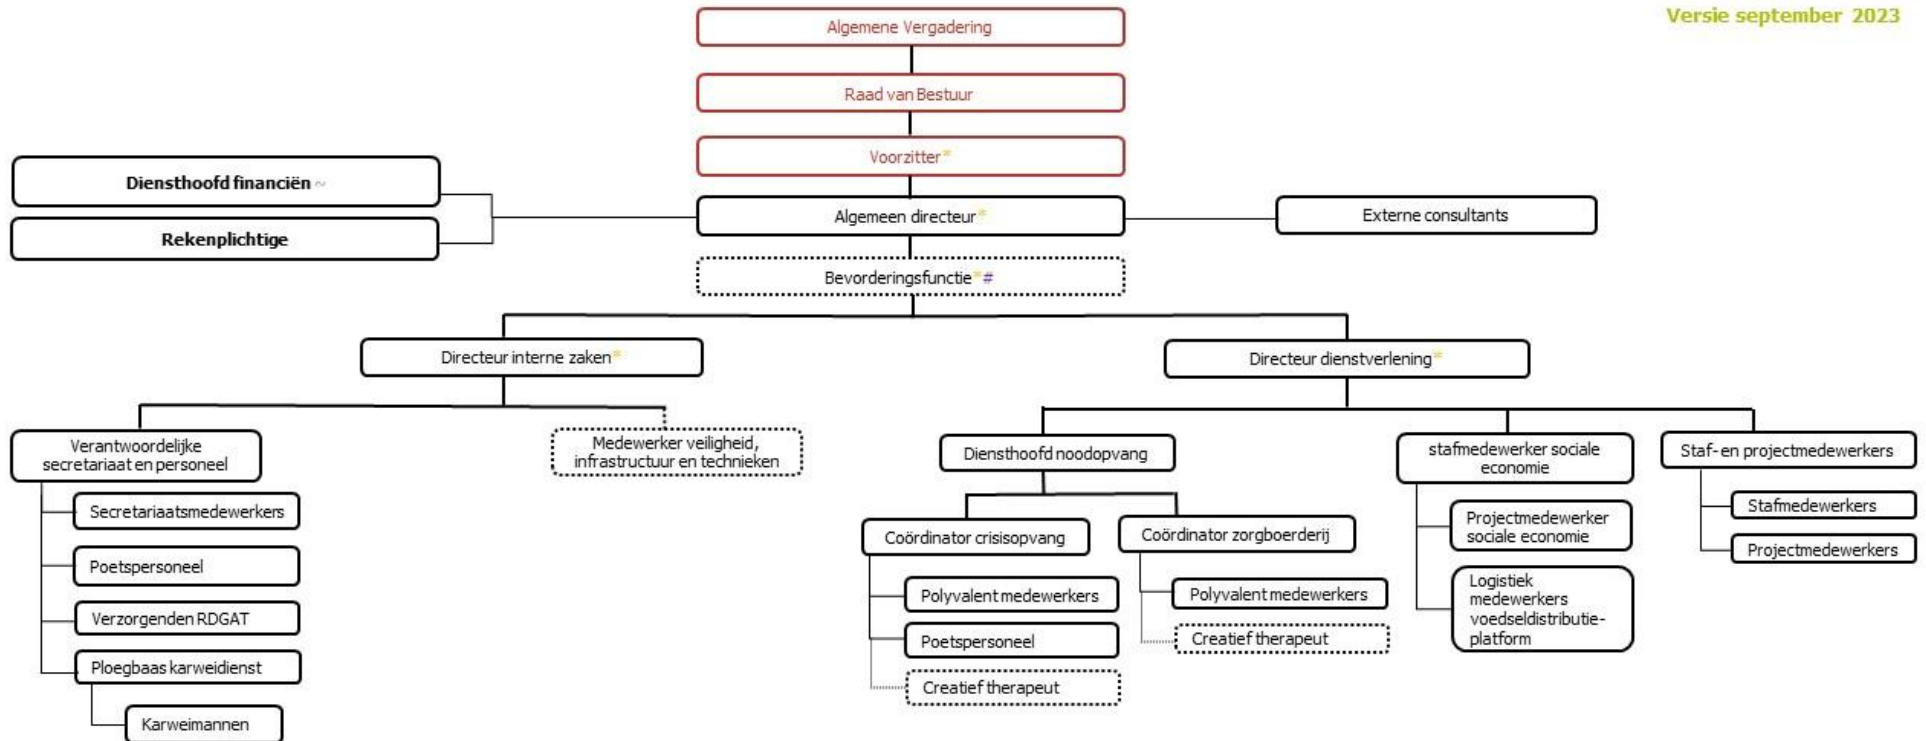 Versie september 2023
Algemene Vergadering
Raad van Bestuur
Voorzitter*
Diensthoofd financiën ~
Rekenplichtige
Algemeen directeur*
Externe consultants
Bevorderingsfunctie*#
Directeur interne zaken*
Directeur dienstverlening*
Verantwoordelijke
secretariaat en personeel
Medewerker veiligheid,
infrastructuur en technieken
Secretariaatsmedewerkers
Poetspersoneel
Verzorgenden RDGAT
Ploegbaas karweidienst
Karweimannen
Diensthoofd noodopvang
stafmedewerker sociale
economie
Staf- en projectmedewerkers
Coördinator crisisopvang
Coördinator zorgboerderij
Polyvalent medewerkers
Poetspersoneel
Creatief therapeut
Polyvalent medewerkers
Creatief therapeut
Projectmedewerker
sociale economie
Logistiek
medewerkers
voedseldistributie-
platform
Stafmedewerkers
Projectmedewerkers